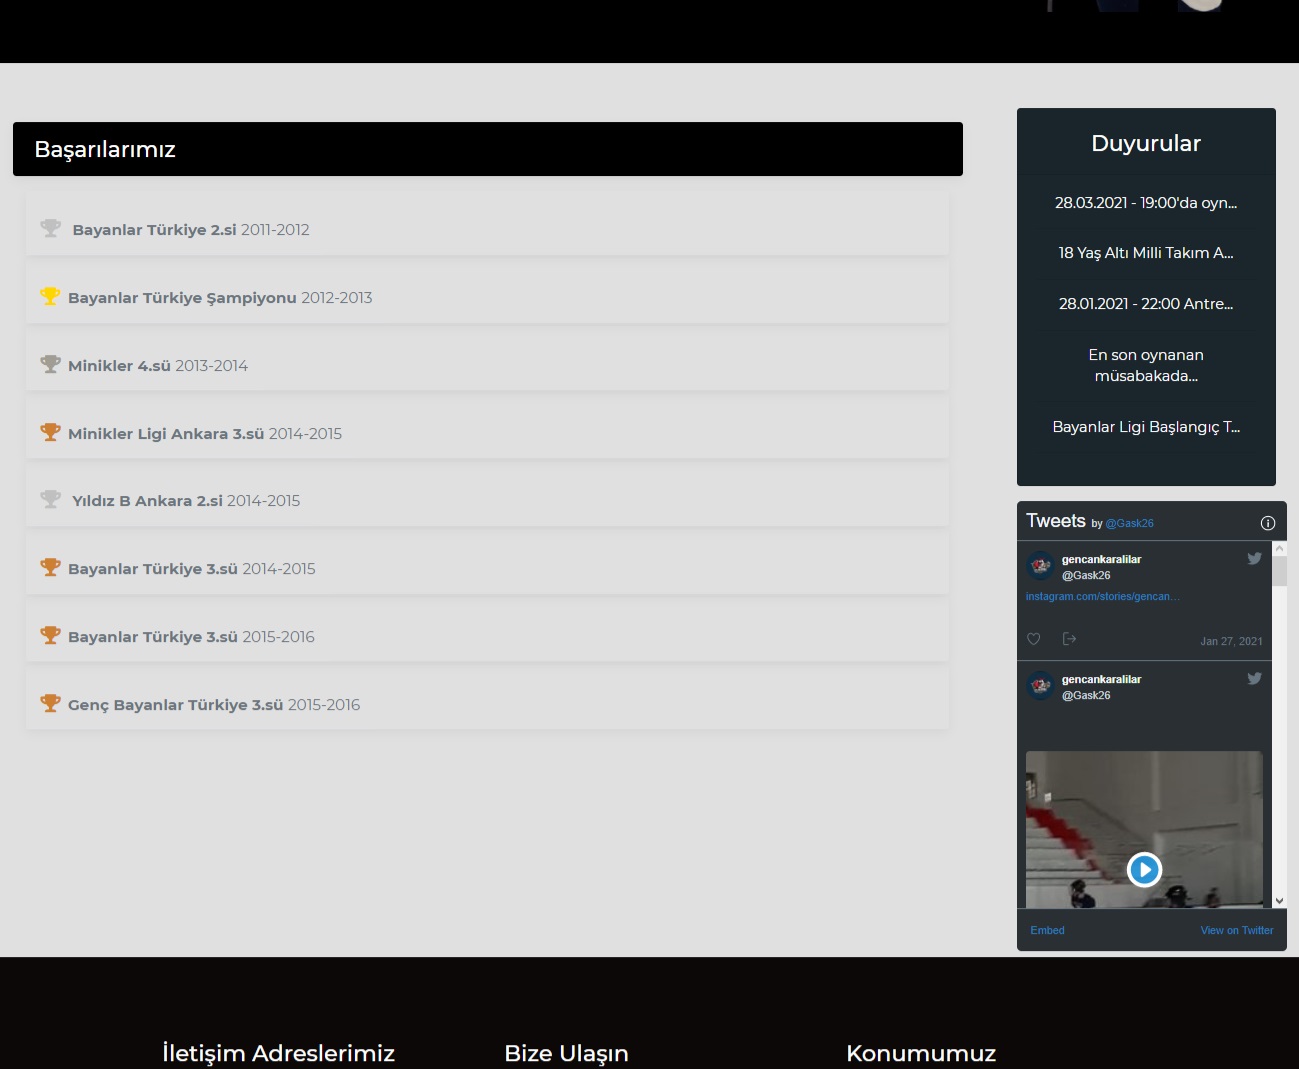 Başarılarımız
Bayanlar Türkiye 2.si 2011-2012
Bayanlar Türkiye Şampiyonu 2012-2013
Minikler 4.sü 2013-2014
Minikler Ligi Ankara 3.sü 2014-2015
Yıldız B Ankara 2.si 2014-2015
Bayanlar Türkiye 3.sü 2014-2015
Bayanlar Türkiye 3.sü 2015-2016
Genç Bayanlar Türkiye 3.sü 2015-2016
Duyurular
28.03.2021 - 19:00'da oyn...
18 Yaş Altı Milli Takım A...
28.01.2021 - 22:00 Antre...
En son oynanan
müsabakada...
Bayanlar Ligi Başlangıç T...
Tweets by @Gask26
gencankaralilar
@Gask26
instagram.com/stories/gencan…
Jan 27, 2021
gencankaralilar
@Gask26
Embed
View on Twitter
İletişim Adreslerimiz
Bize Ulaşın
Konumumuz